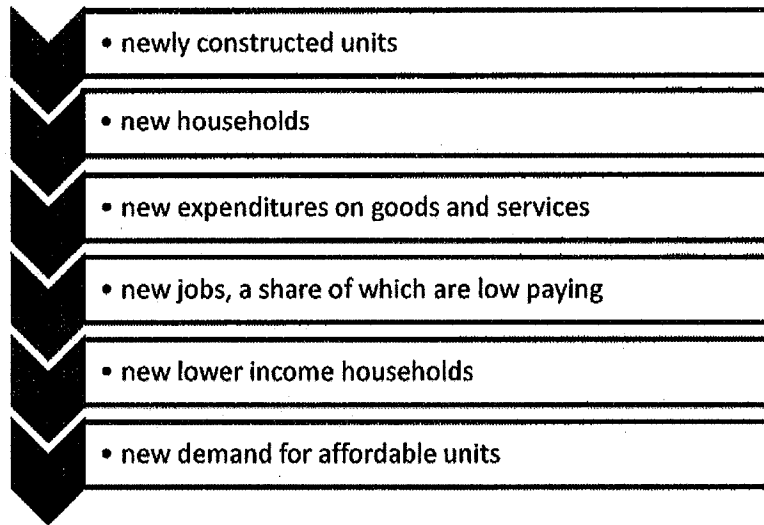 • newly constructed units
• new households
• new expenditures on goods and services
• new jobs, a share of which are low paying
• new lower income households
• new demand for affordable units